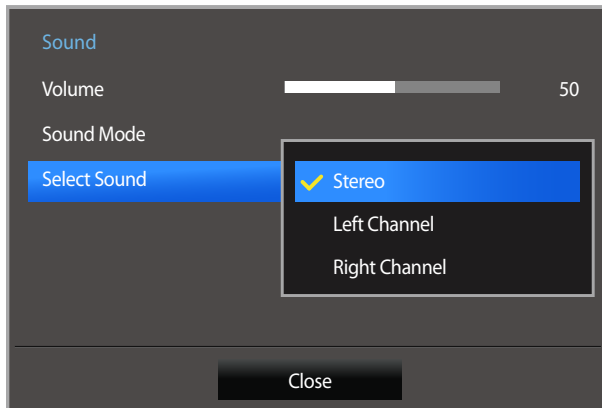 Sound
Volume 50
Sound Mode
Select Sound
Stereo
Left Channel
Right Channel
Close